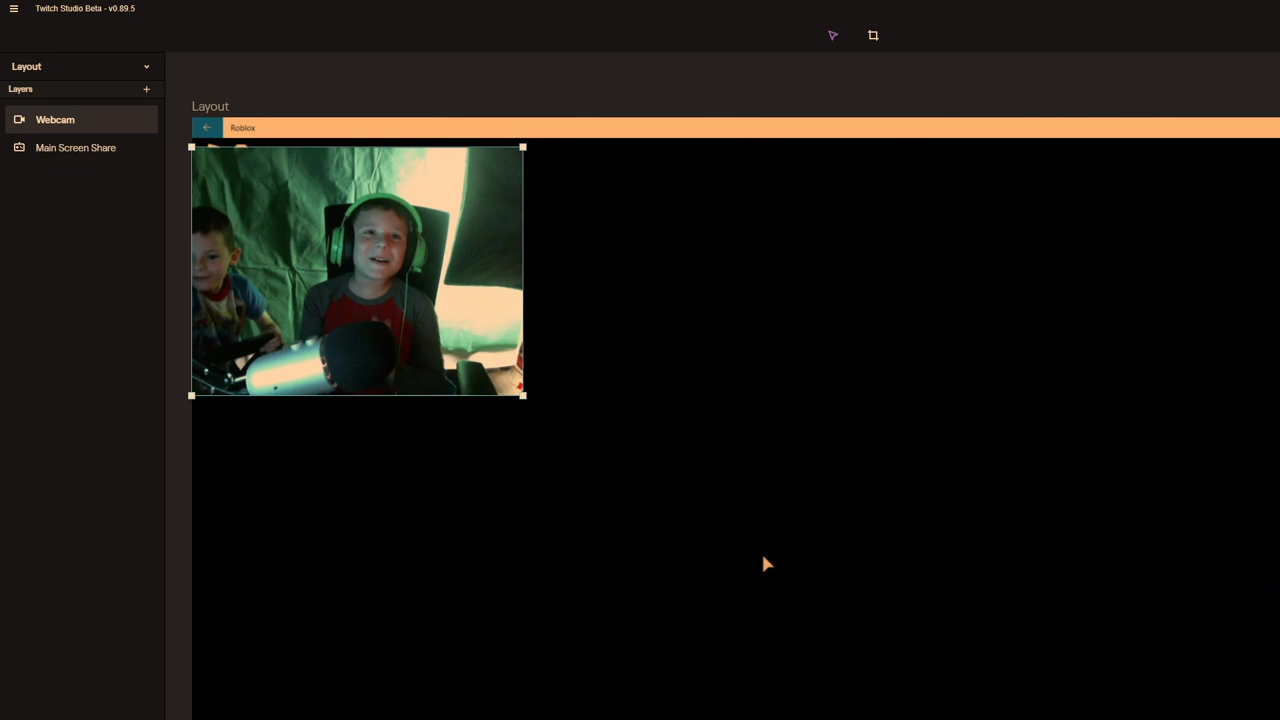 Twitch Studio Beta - v0.89.5
Layout
Layers
Webcam
Main Screen Share
Layout
Roblox